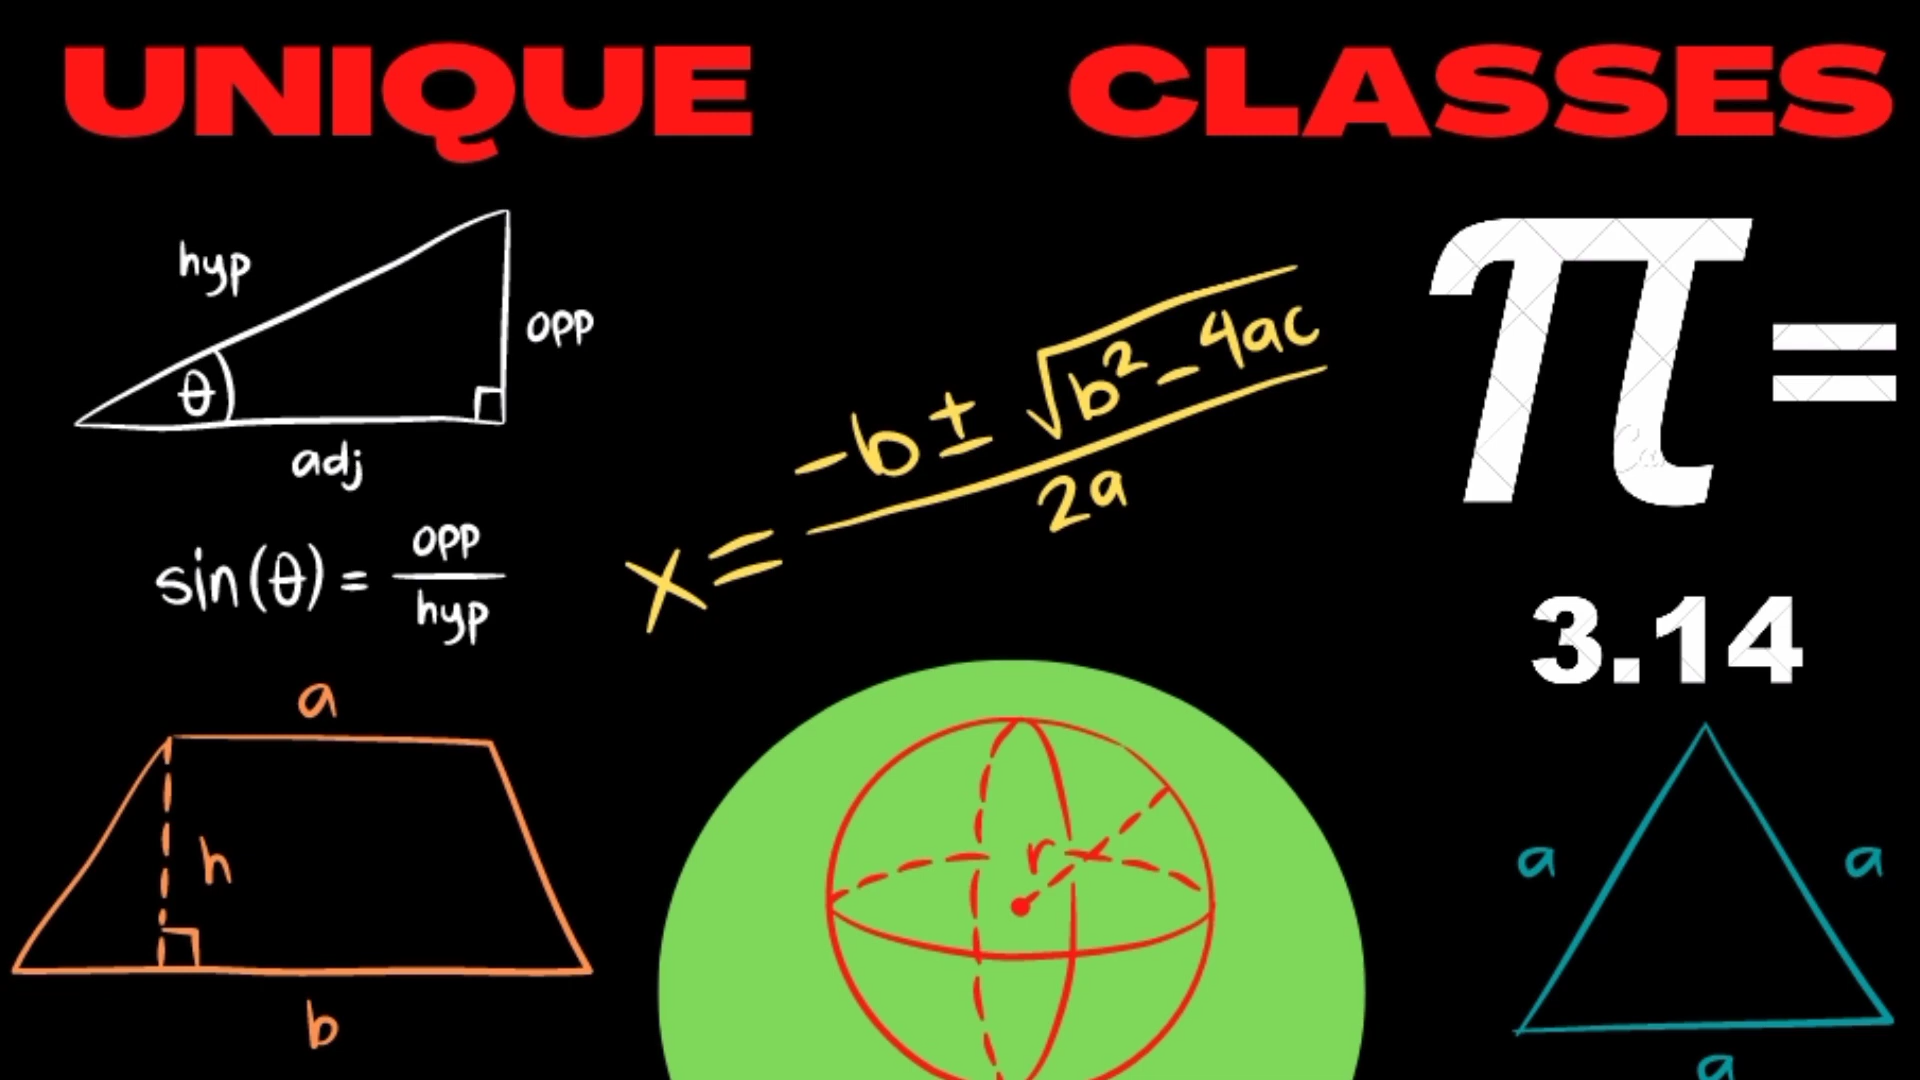 UNIQUE CLASSES
hyp
opp
θ
adj
sin(θ) = opp/hyp
x = -b ± √b² - 4ac / 2a
π =
3.14
a
h
b
r
a
a
a